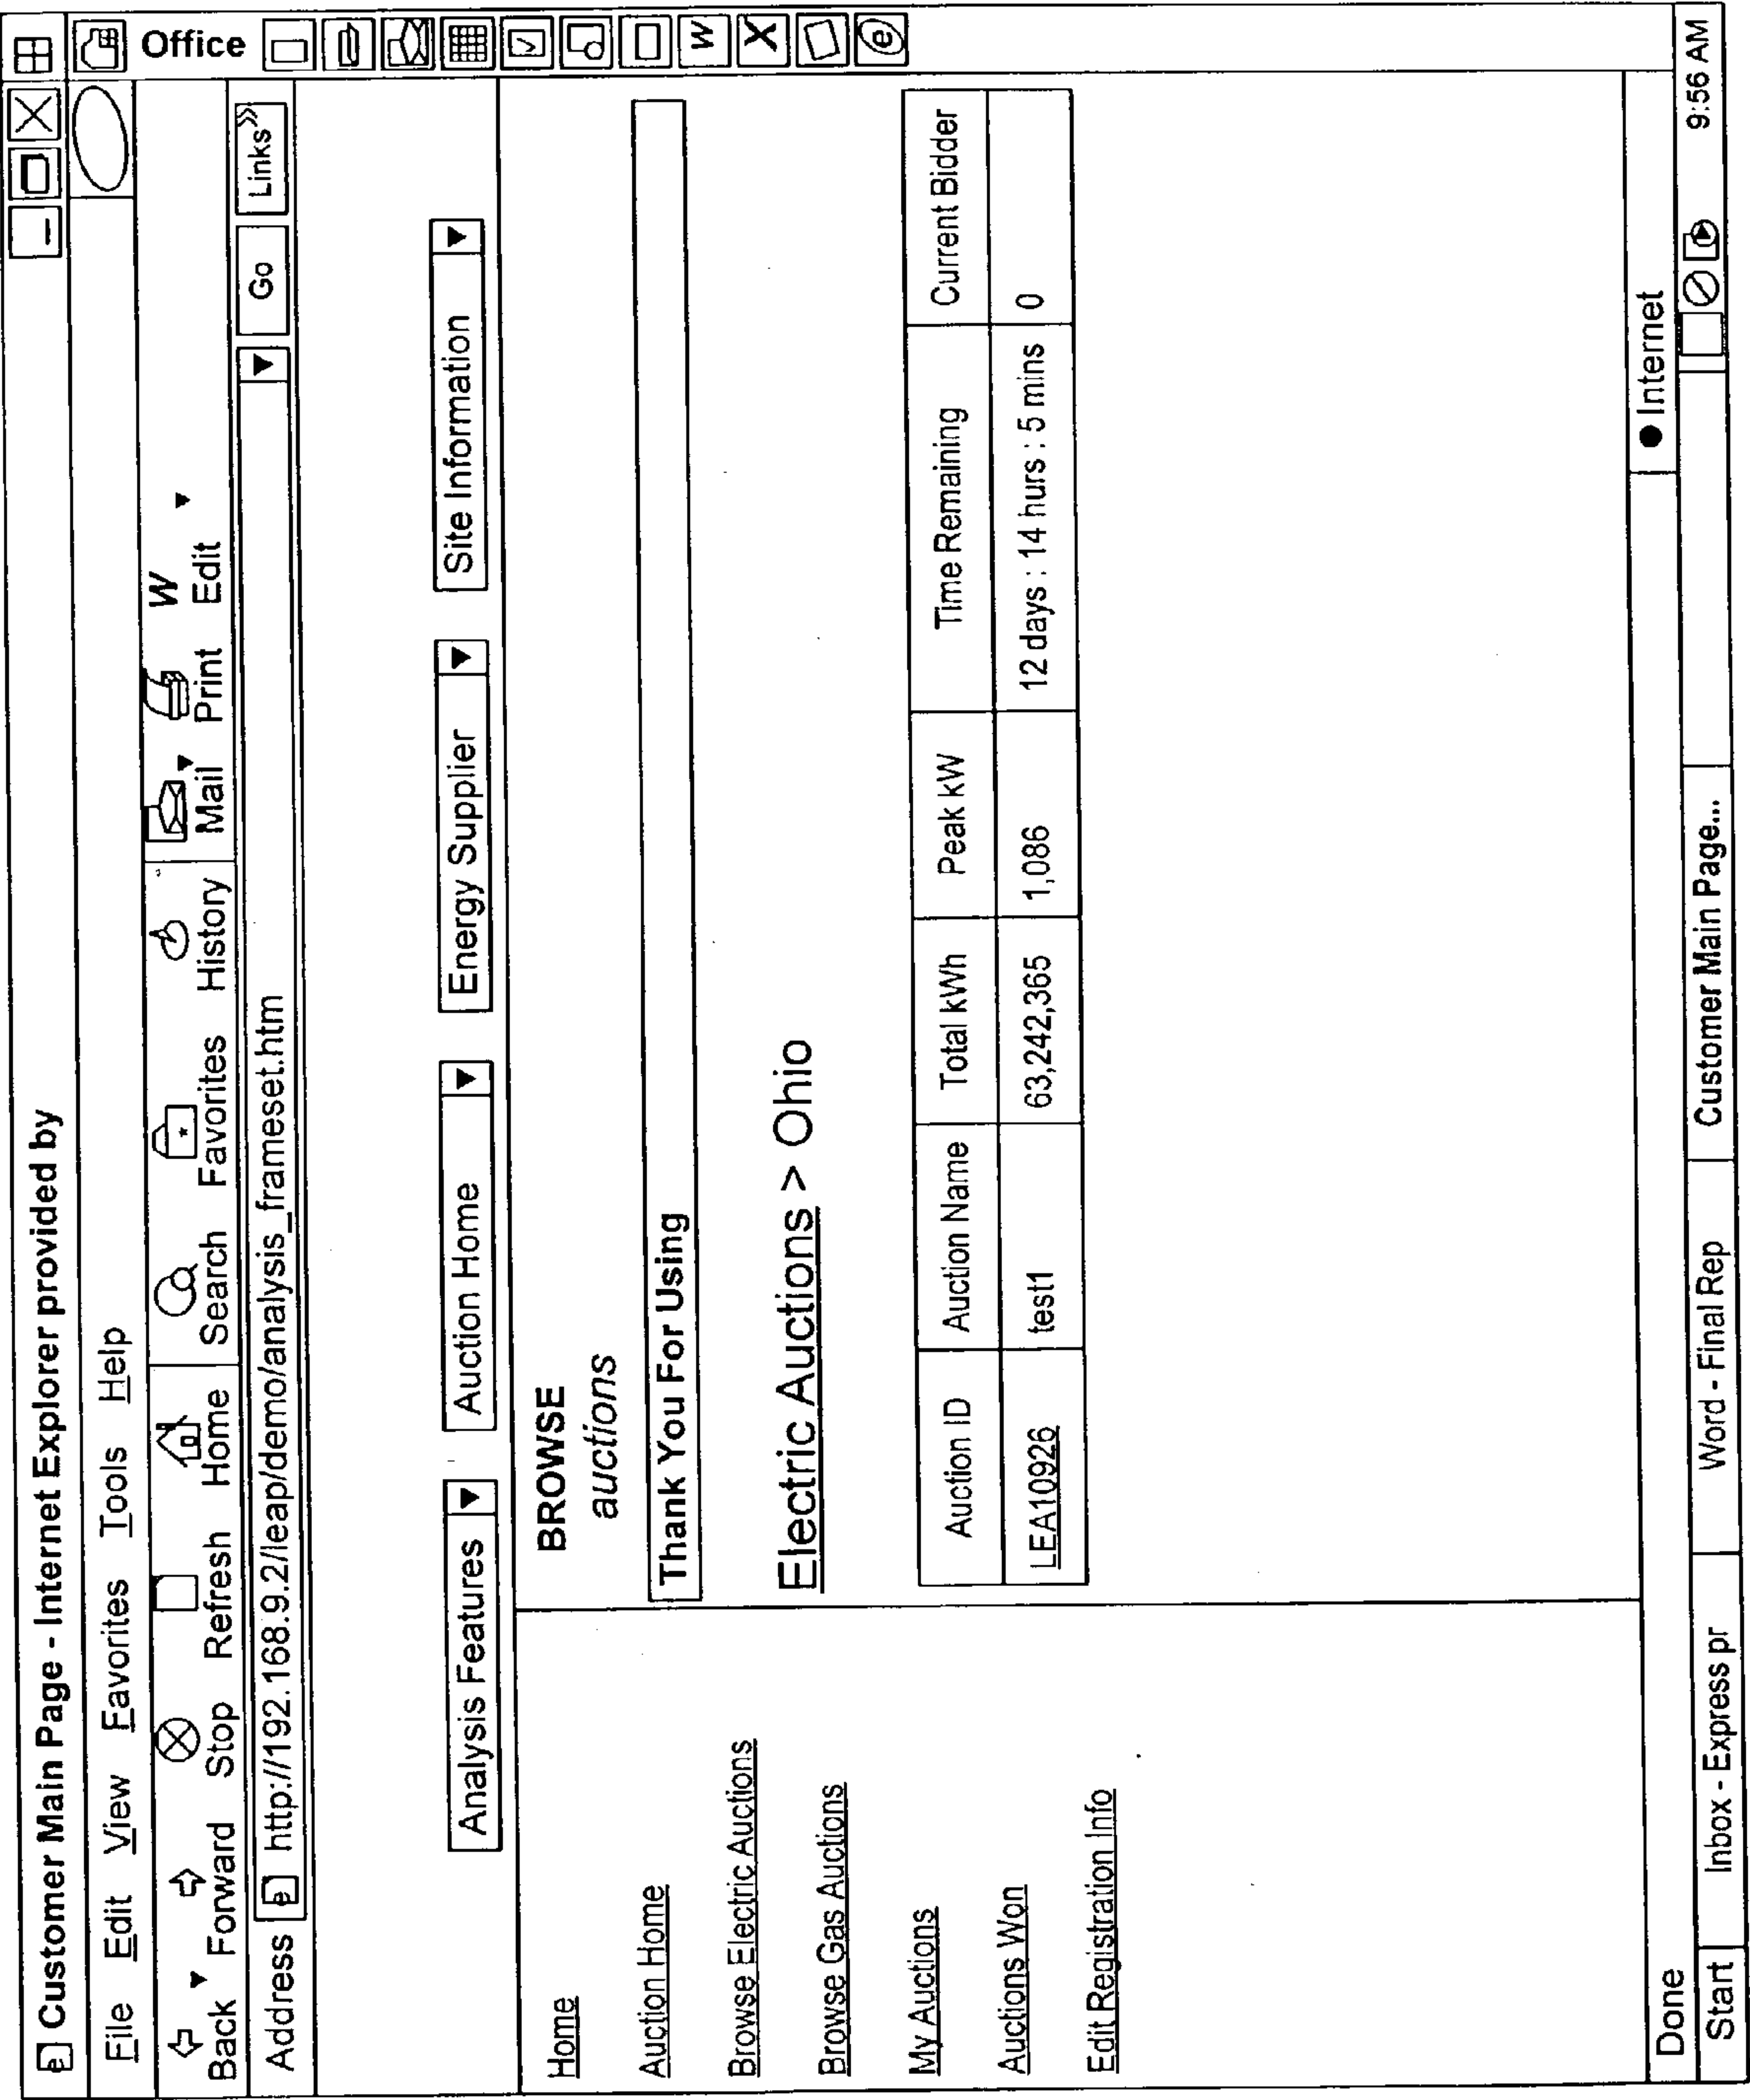 Customer Main Page - Internet Explorer provided by
Office
File Edit View Favorites Tools Help
Back Forward Stop Refresh Home Search Favorites History Mail Print Edit
W
W
X
e
Address http://192.168.9.2/leap/demo/analysis_frameset.htm Go Links »
Analysis Features Auction Home Energy Supplier Site Information
Home
Auction Home
Browse Electric Auctions
Browse Gas Auctions
My Auctions
Auctions Won
Edit Registration Info
BROWSE
auctions
Thank You For Using
Electric Auctions > Ohio
Auction ID Auction Name Total kWh Peak kW Time Remaining Current Bidder
LEA10926 test1 63,242,365 1,086 12 days : 14 hurs : 5 mins 0
Done Internet
Start Inbox - Express pr Word - Final Rep Customer Main Page... 9:56 AM